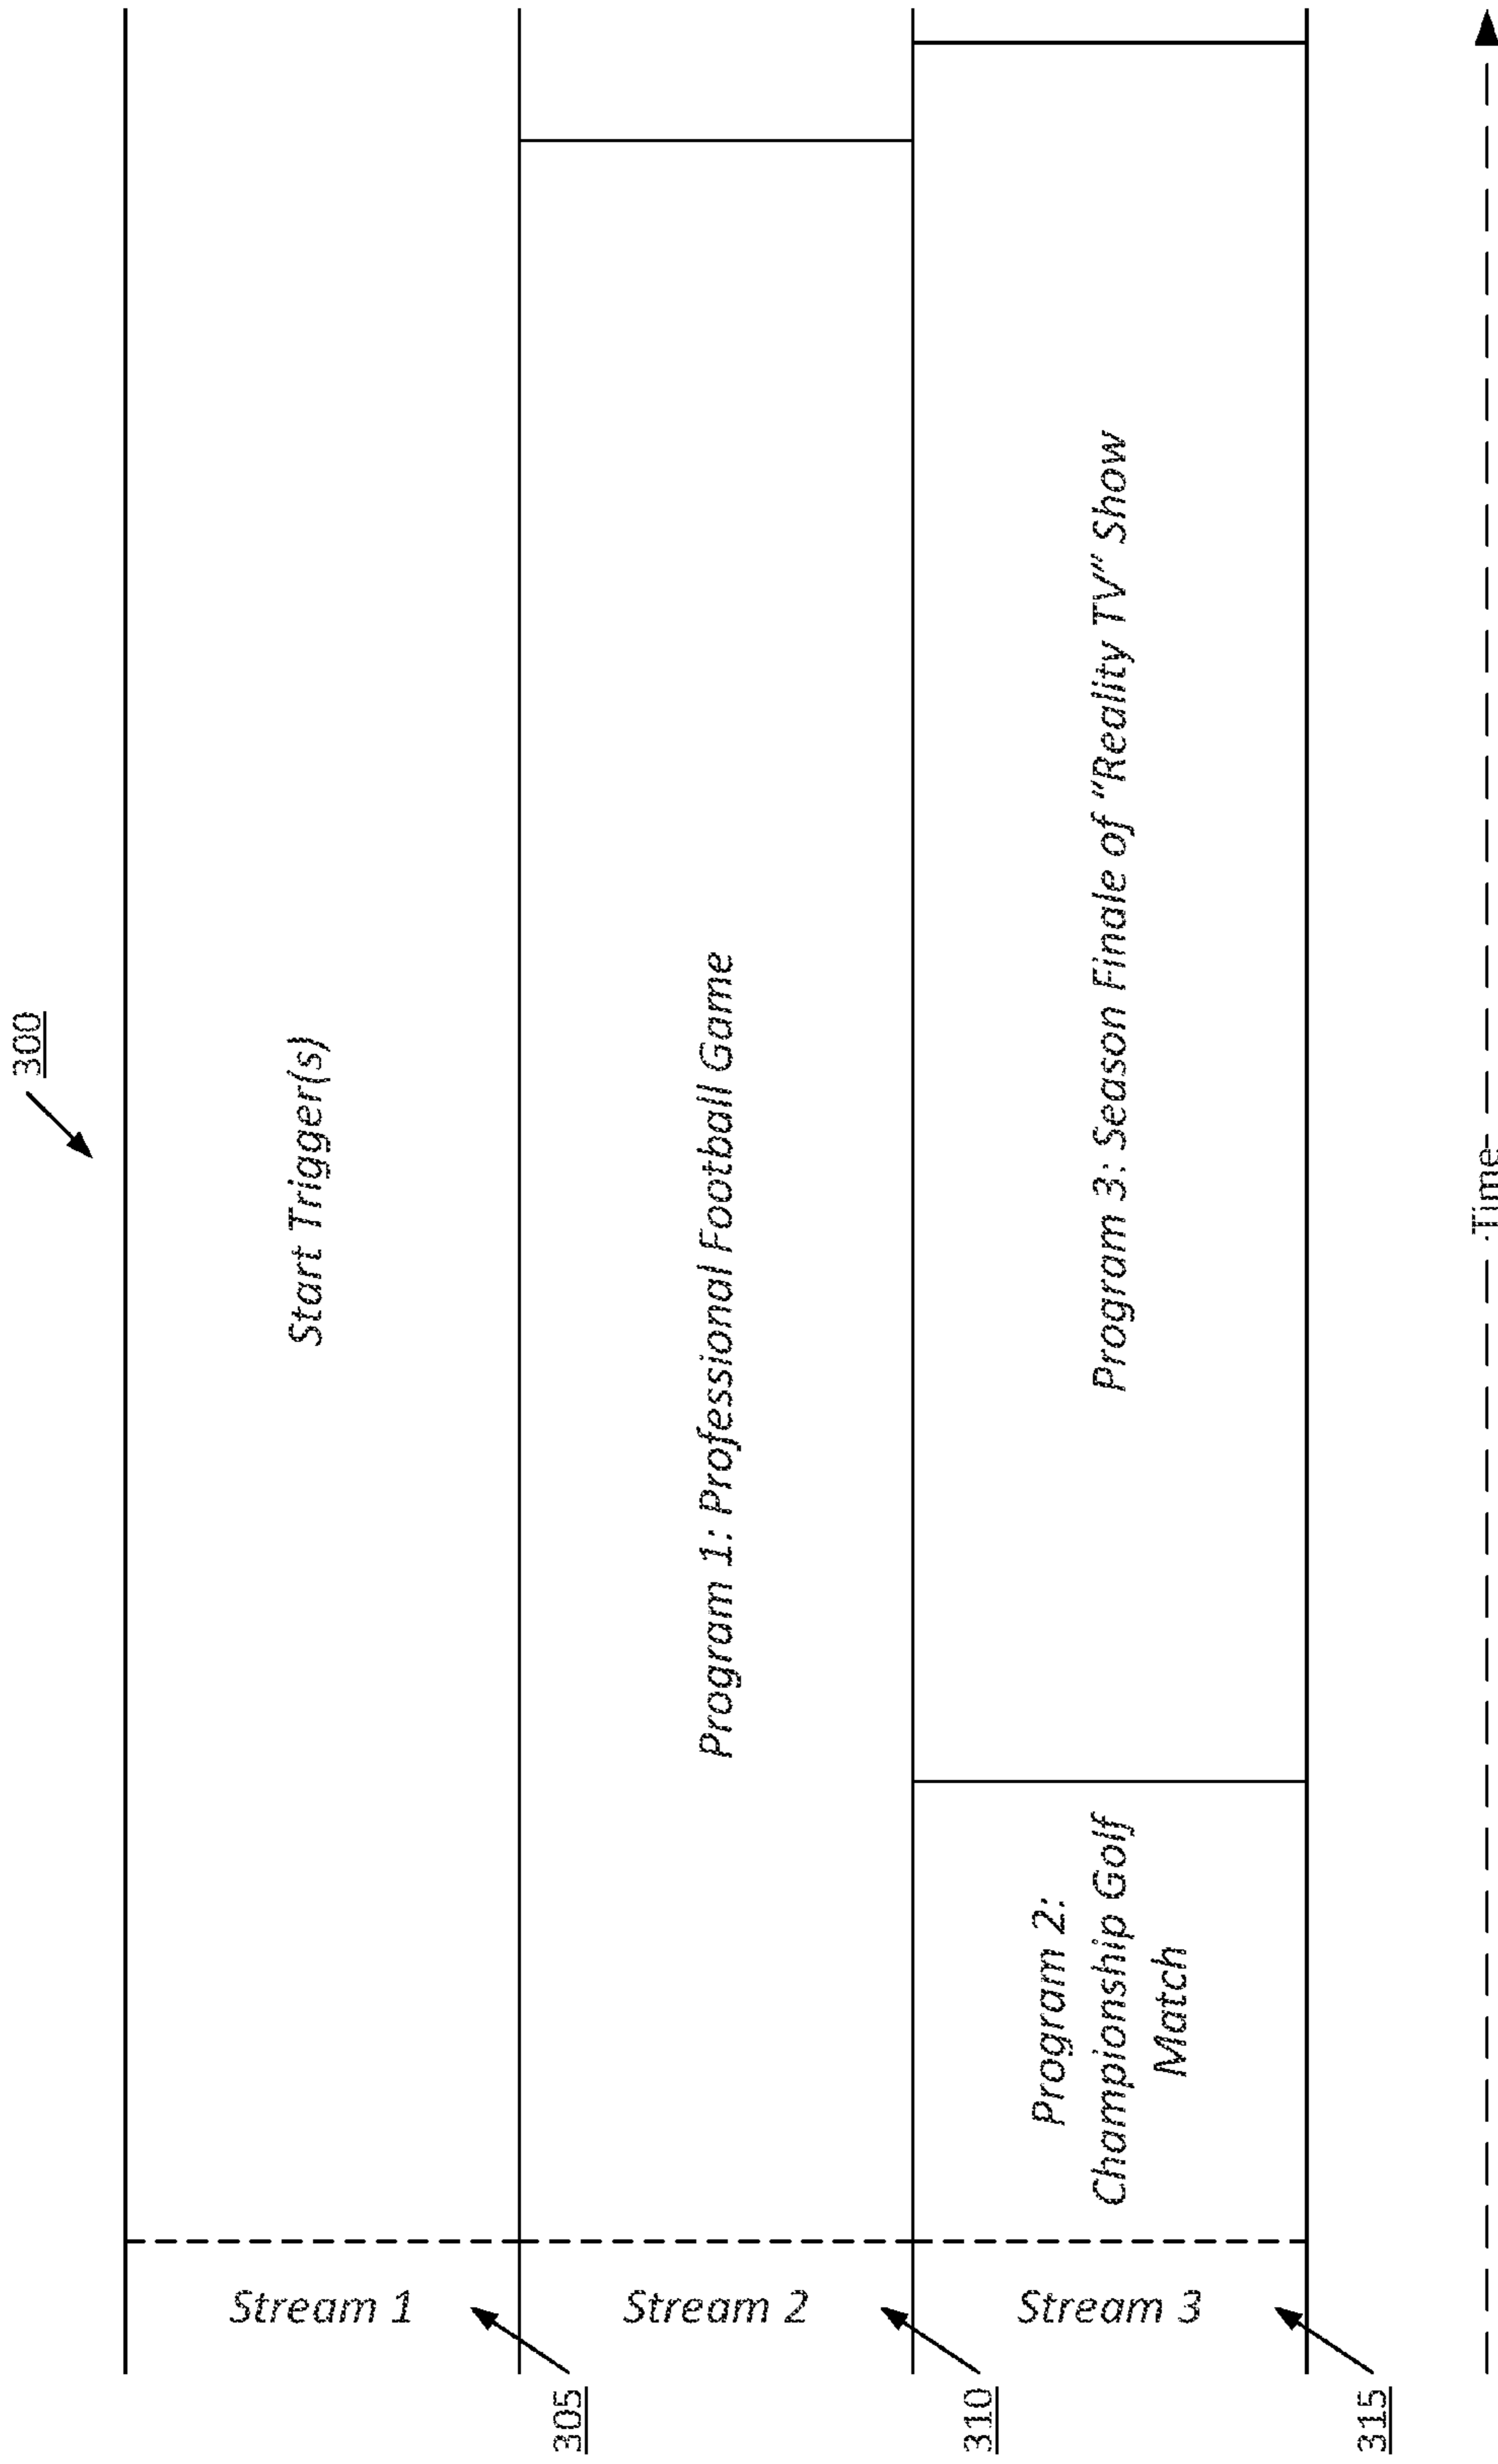 300
Stream 1
Start Trigger(s)
305
Stream 2
Program 1: Professional Football Game
310
Stream 3
Program 2:
Championship Golf
Match
Program 3: Season Finale of "Reality TV" Show
315
Time